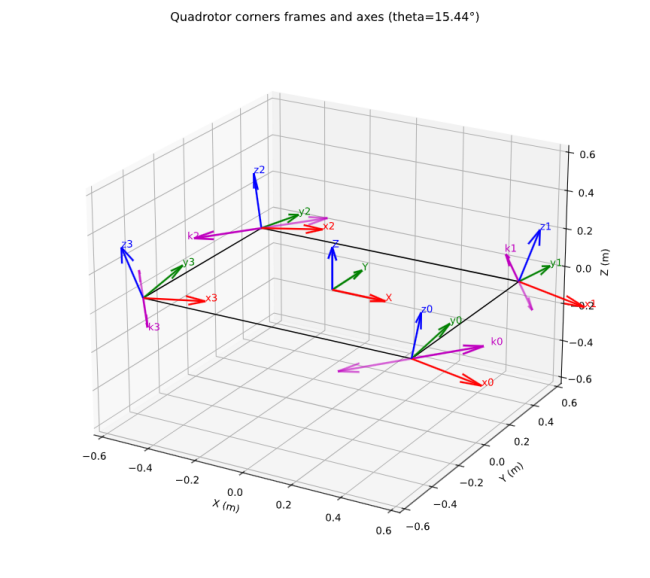 Quadrotor corners frames and axes (theta=15.44°)
0.6
0.4
0.2
0.0
−0.4
−0.6
Z (m)
z2
y2
x2
k2
z3
y3
x3
k3
Z
Y
X
z1
k1
y1
x1
z0
y0
k0
x0
−0.6
−0.4
−0.2
0.0
0.2
0.4
0.6
X (m)
−0.6
−0.4
−0.2
0.0
0.2
0.4
0.6
Y (m)